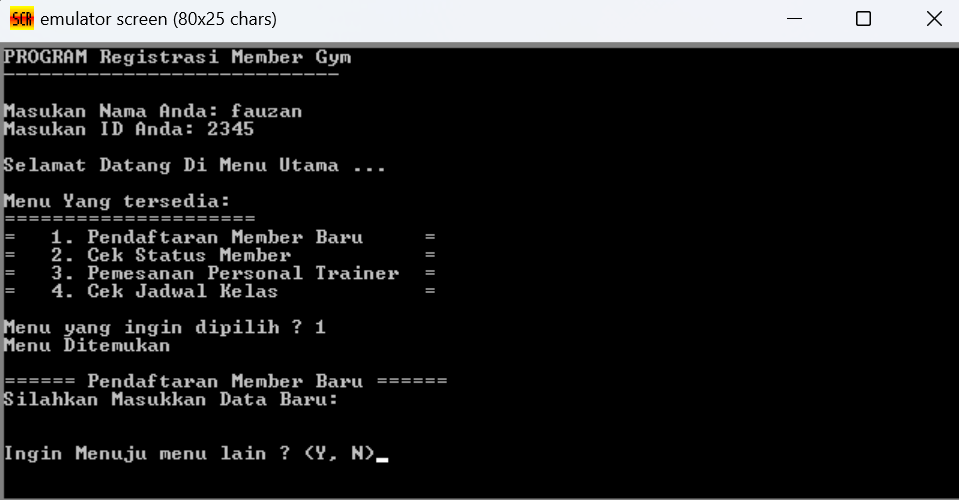 SCR emulator screen (80x25 chars)
PROGRAM Registrasi Member Gym
----------------------------
Masukan Nama Anda: fauzan
Masukan ID Anda: 2345
Selamat Datang Di Menu Utama ...
Menu Yang tersedia:
=====================
=   1. Pendaftaran Member Baru     =
=   2. Cek Status Member           =
=   3. Pemesanan Personal Trainer  =
=   4. Cek Jadwal Kelas            =
Menu yang ingin dipilih ? 1
Menu Ditemukan
====== Pendaftaran Member Baru ======
Silahkan Masukkan Data Baru:
Ingin Menuju menu lain ? (Y, N)_